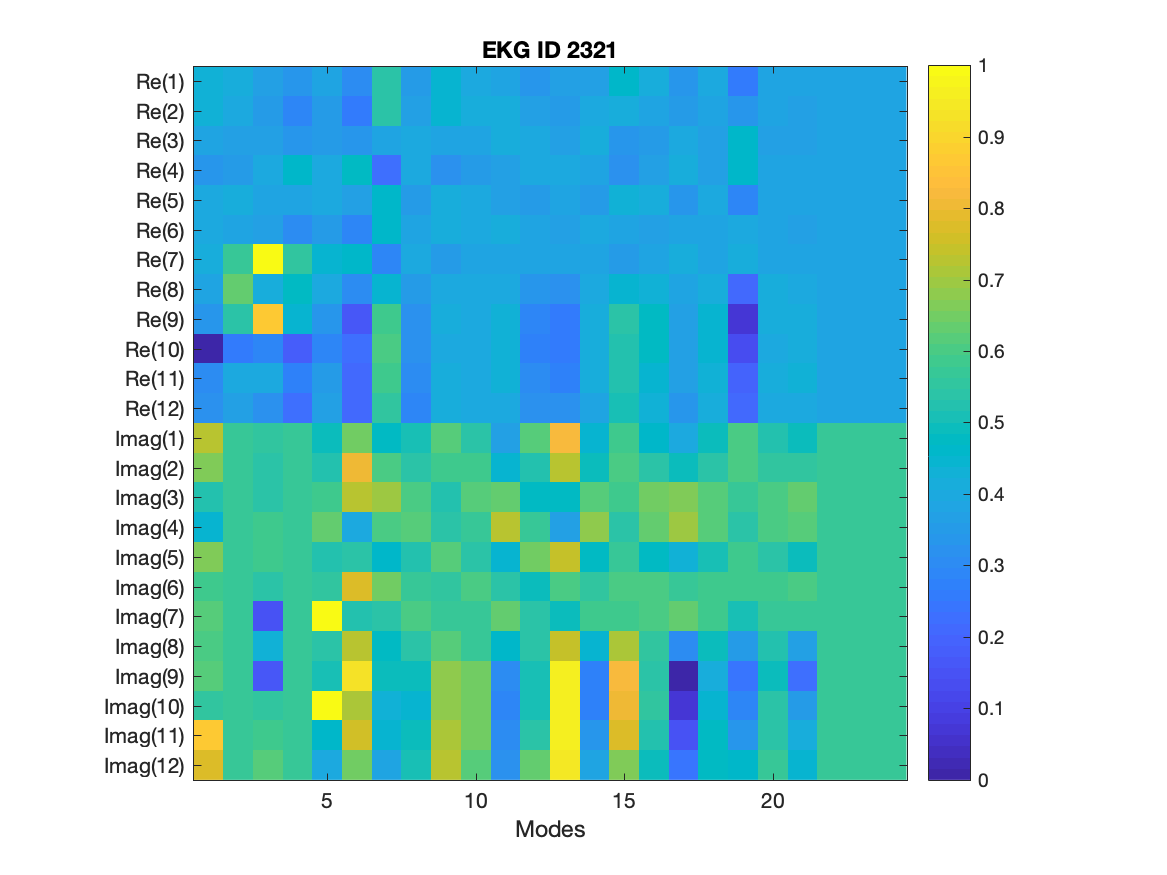 EKG ID 2321
Re(1)
Re(2)
Re(3)
Re(4)
Re(5)
Re(6)
Re(7)
Re(8)
Re(9)
Re(10)
Re(11)
Re(12)
Imag(1)
Imag(2)
Imag(3)
Imag(4)
Imag(5)
Imag(6)
Imag(7)
Imag(8)
Imag(9)
Imag(10)
Imag(11)
Imag(12)
5 10 15 20
Modes
1
0.9
0.8
0.7
0.6
0.5
0.4
0.3
0.2
0.1
0